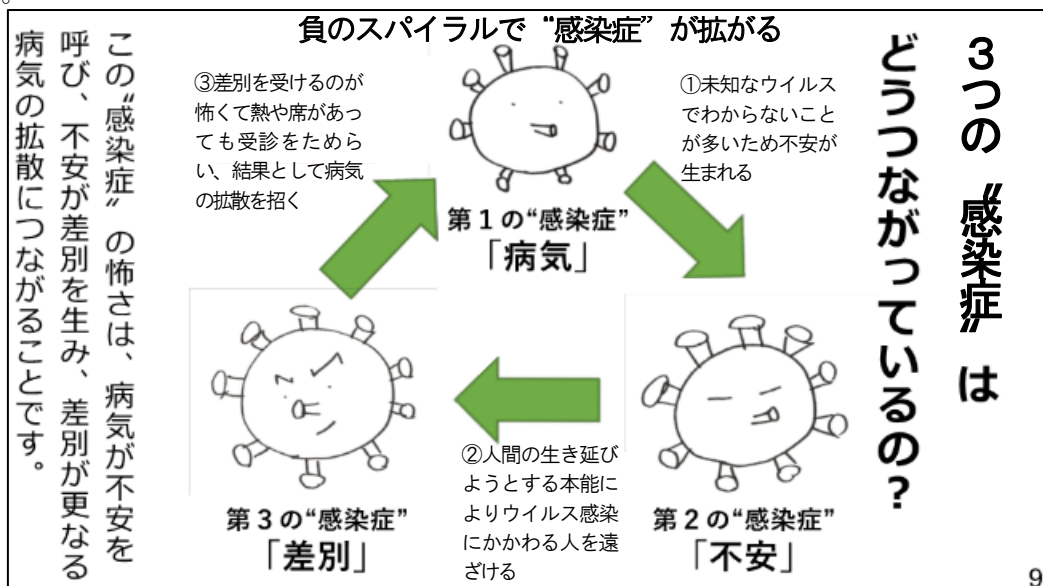 3つの〝感染症〟は
どうつながっているの?
負のスパイラルで〝感染症〟が拡がる
①未知なウイルス
でわからないこと
が多いため不安が
生まれる
第1の“感染症”
「病気」
②人間の生き延び
ようとする本能に
よりウイルス感染
にかかわる人を遠
ざける
第2の“感染症”
「不安」
③差別を受けるのが
怖くて熱や席があっ
ても受診をためら
い、結果として病気
の拡散を招く
第3の“感染症”
「差別」
この〝感染症〟の怖さは、病気が不安を
呼び、不安が差別を生み、差別が更なる
病気の拡散につながることです。
9